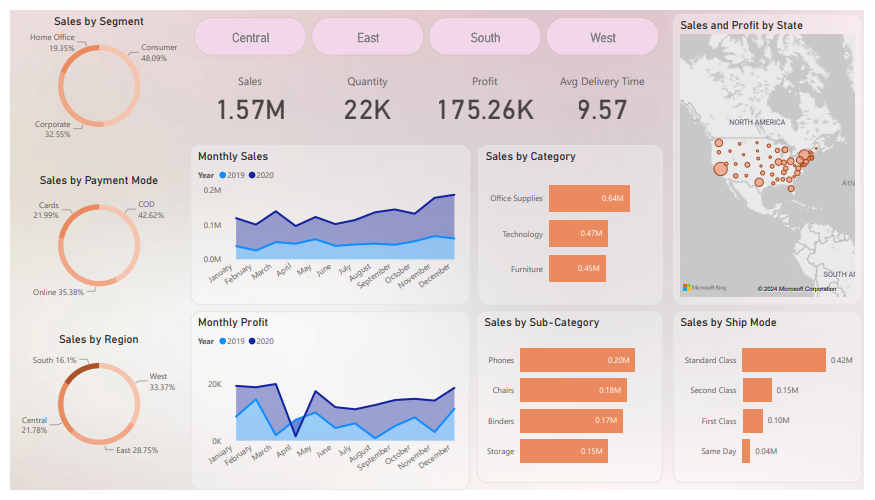 Sales by Segment
Home Office
19.35%
Consumer
48.09%
Corporate
32.55%
Central
East
South
West
Sales
1.57M
Quantity
22K
Profit
175.26K
Avg Delivery Time
9.57
Sales and Profit by State
NORTH AMERICA
SOUTH AF
Microsoft Bing
© 2024 Microsoft Corporation
Sales by Payment Mode
Cards
21.99%
COD
42.62%
Online 35.38%
Monthly Sales
Year 2019 2020
0.2M
0.1M
0.0M
January
February
March
April
May
June
July
August
September
October
November
December
Sales by Category
Office Supplies
0.64M
Technology
0.47M
Furniture
0.45M
Sales by Region
South 16.1%
West
33.37%
Central
21.78%
East 28.75%
Monthly Profit
Year 2019 2020
20K
0K
January
February
March
April
May
June
July
August
September
October
November
December
Sales by Sub-Category
Phones
0.20M
Chairs
0.18M
Binders
0.17M
Storage
0.15M
Sales by Ship Mode
Standard Class
0.42M
Second Class
0.15M
First Class
0.10M
Same Day
0.04M